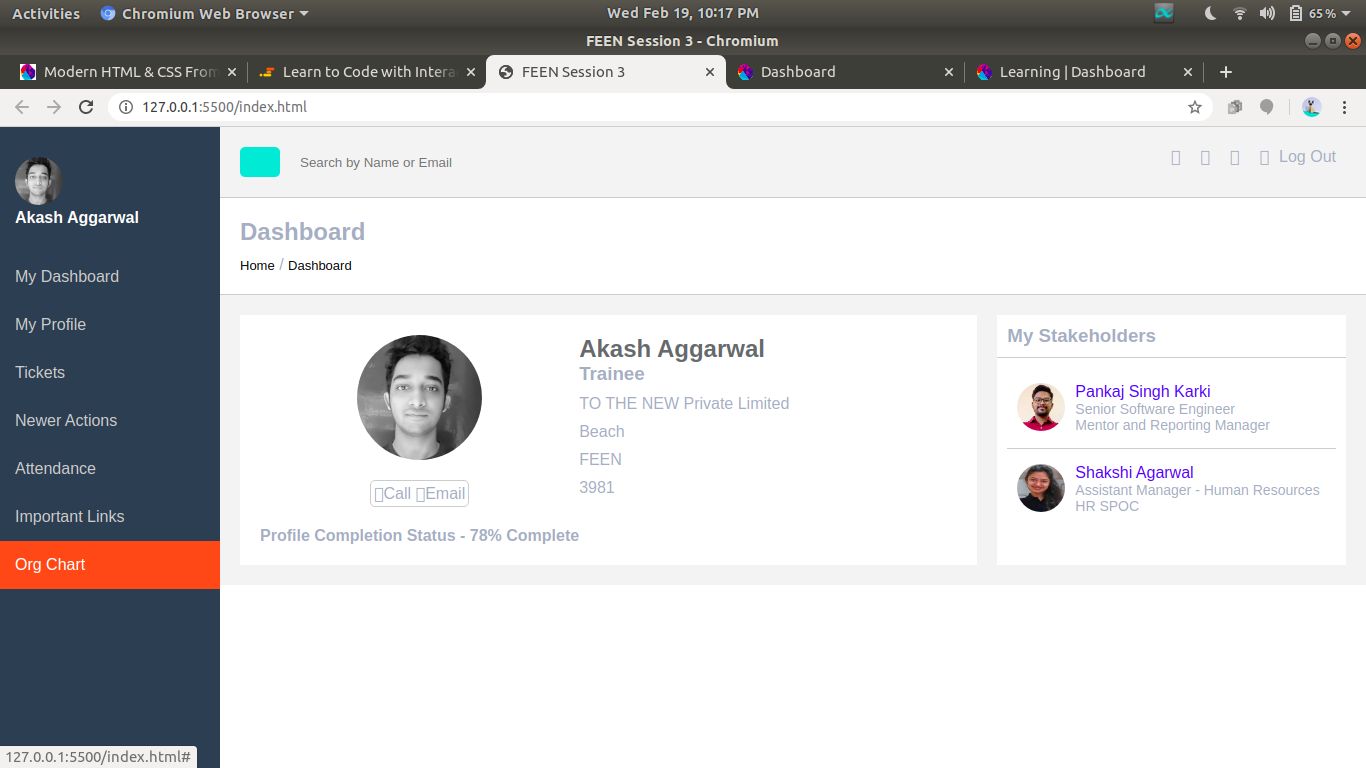 Activities Chromium Web Browser Wed Feb 19, 10:17 PM 65%
FEEN Session 3 - Chromium
Modern HTML & CSS From Learn to Code with Intera FEEN Session 3 Dashboard Learning | Dashboard
127.0.0.1:5500/index.html
Akash Aggarwal
My Dashboard
My Profile
Tickets
Newer Actions
Attendance
Important Links
Org Chart
Search by Name or Email Log Out
Dashboard
Home / Dashboard
Call Email
Profile Completion Status - 78% Complete
Akash Aggarwal
Trainee
TO THE NEW Private Limited
Beach
FEEN
3981
My Stakeholders
Pankaj Singh Karki
Senior Software Engineer
Mentor and Reporting Manager
Shakshi Agarwal
Assistant Manager - Human Resources
HR SPOC
127.0.0.1:5500/index.html#